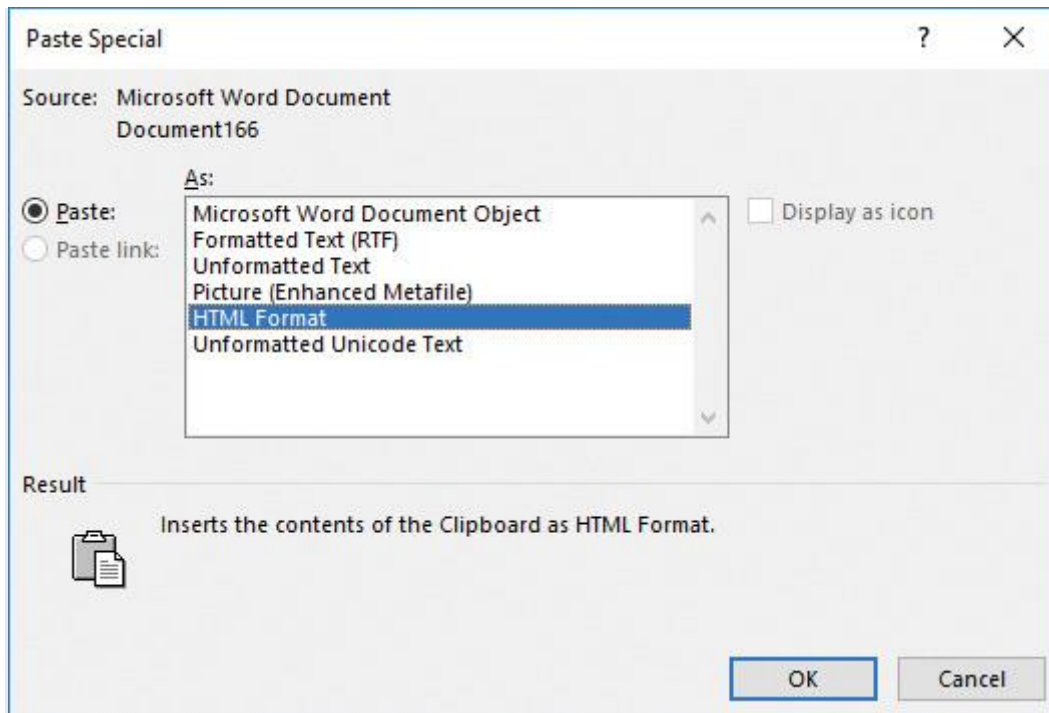 Paste Special ?
Source: Microsoft Word Document
Document166
As:
Paste:
Paste link:
Microsoft Word Document Object
Formatted Text (RTF)
Unformatted Text
Picture (Enhanced Metafile)
HTML Format
Unformatted Unicode Text
Display as icon
Result
Inserts the contents of the Clipboard as HTML Format.
OK Cancel